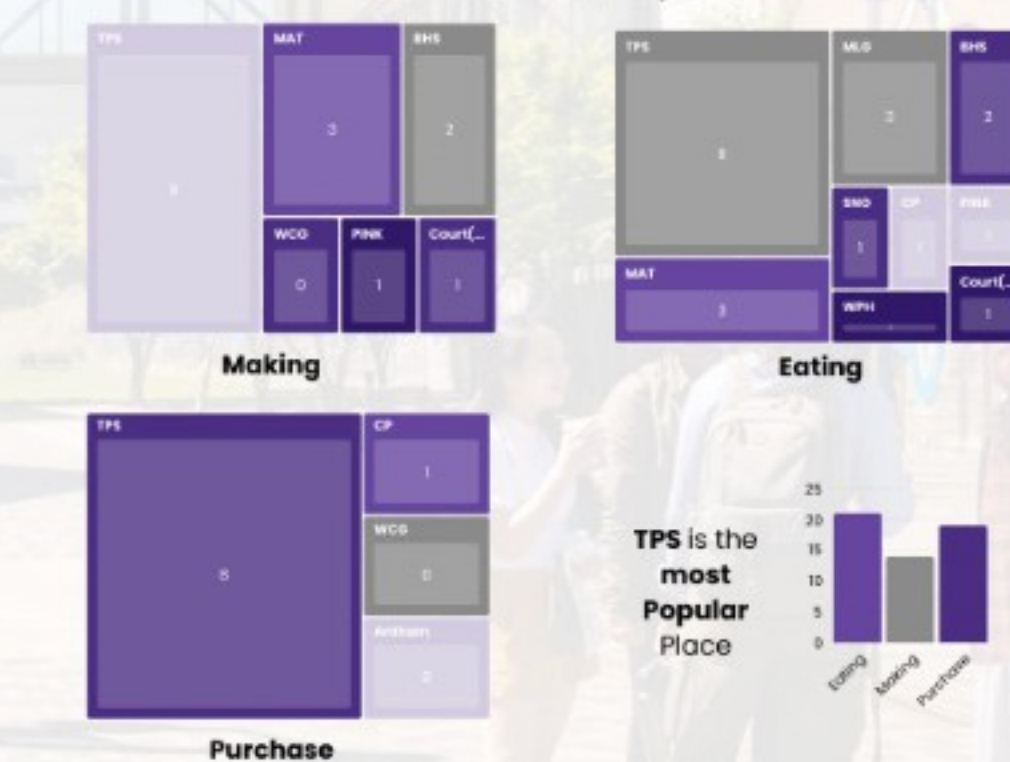 TPS
MAT
BHS
3
2
WCG
PINK
Court(...
0
1
1
Making
TPS
MLG
BHS
2
SNO
CP
PINK
1
MAT
Court(...
WPH
1
Eating
TPS
CP
1
WCG
0
Anthem
Purchase
TPS is the
most
Popular
Place
25
20
15
10
5
0
Eating
Making
Purchase